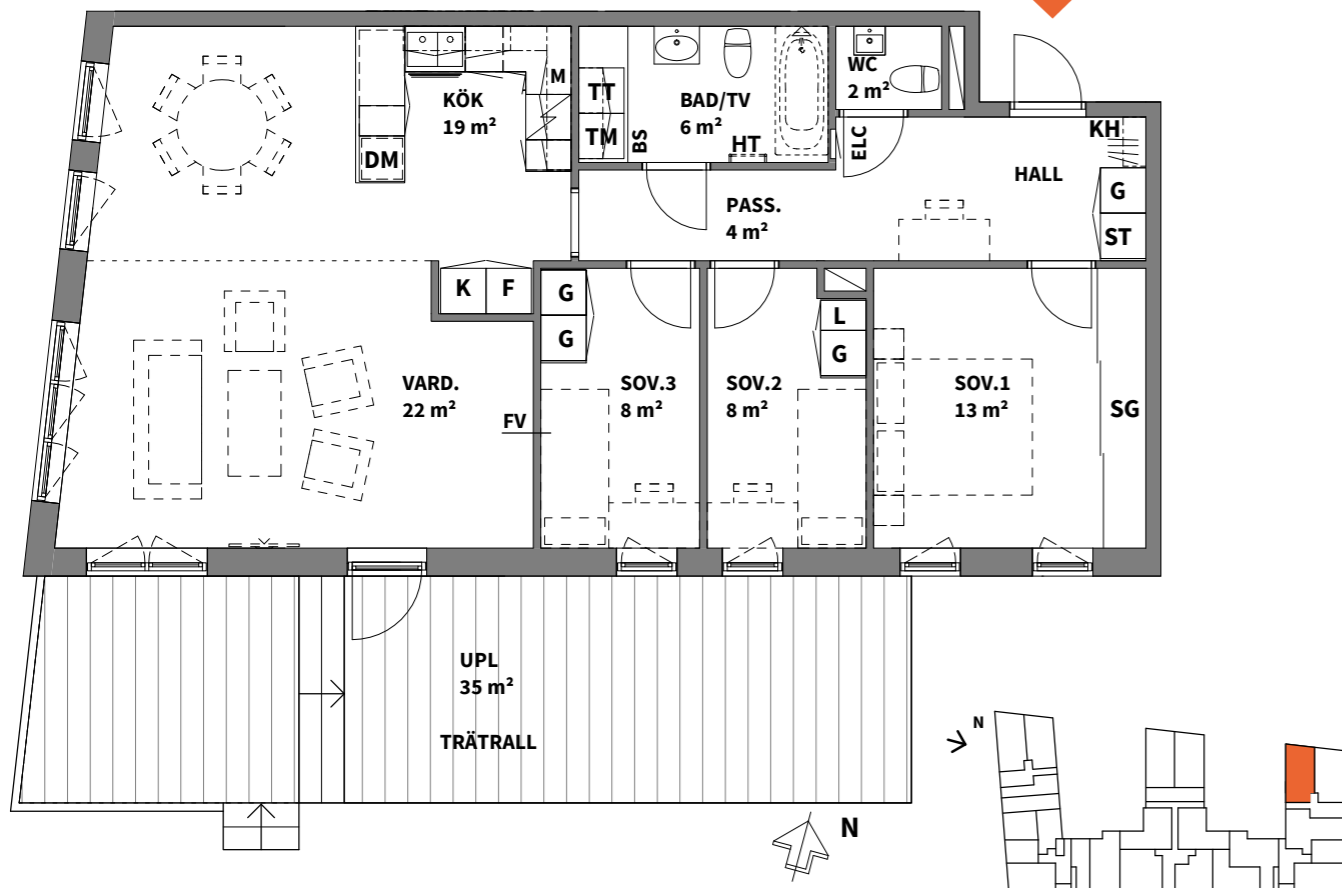 WC
2 m²
M
KÖK
19 m²
TT
TM
BS
BAD/TV
6 m²
HT
ELC
KH
HALL
DM
G
ST
PASS.
4 m²
K
F
G
G
L
G
VARD.
22 m²
SOV.3
8 m²
SOV.2
8 m²
SOV.1
13 m²
SG
FV
UPL
35 m²
TRÄTRALL
N
N